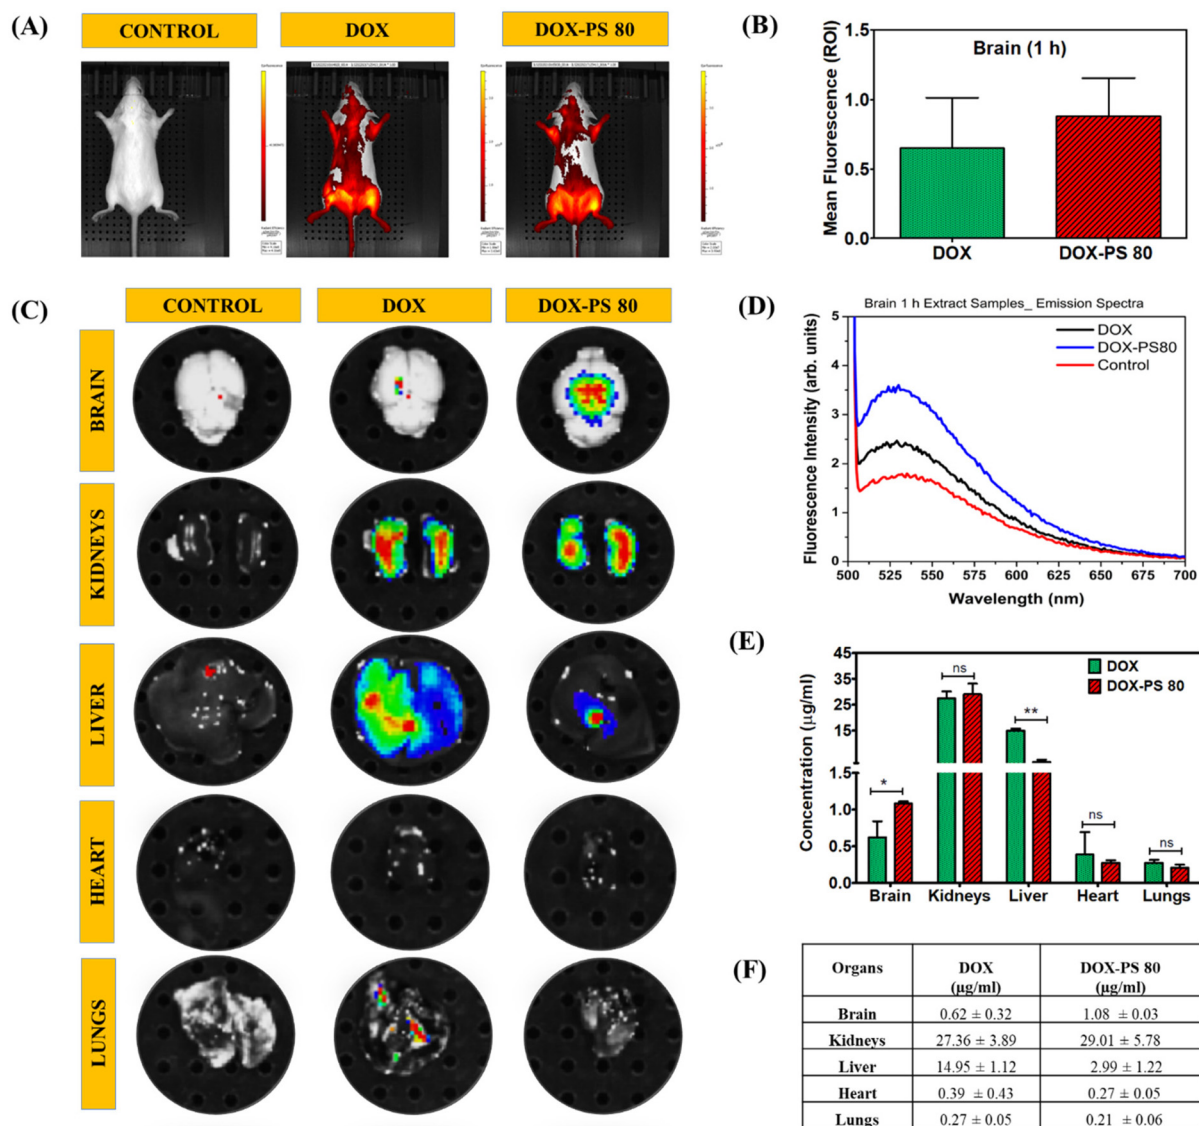 (A)
CONTROL
DOX
DOX-PS 80
(B)
Mean Fluorescence (ROI)
1.5
1.0
0.5
0.0
Brain (1 h)
DOX
DOX-PS 80
(C)
CONTROL
DOX
DOX-PS 80
BRAIN
KIDNEYS
LIVER
HEART
LUNGS
(D)
Brain 1 h Extract Samples_ Emission Spectra
Fluorescence Intensity (arb. units)
5
4
3
2
1
0
DOX
DOX-PS80
Control
500 525 550 575 600 625 650 675 700
Wavelength (nm)
(E)
Concentration (µg/ml)
45
35
25
15
1.5
1.0
0.5
0.0
DOX
DOX-PS 80
*
ns
**
ns
ns
Brain Kidneys Liver Heart Lungs
(F)
Organs DOX (µg/ml) DOX-PS 80 (µg/ml)
Brain 0.62 ± 0.32 1.08 ± 0.03
Kidneys 27.36 ± 3.89 29.01 ± 5.78
Liver 14.95 ± 1.12 2.99 ± 1.22
Heart 0.39 ± 0.43 0.27 ± 0.05
Lungs 0.27 ± 0.05 0.21 ± 0.06